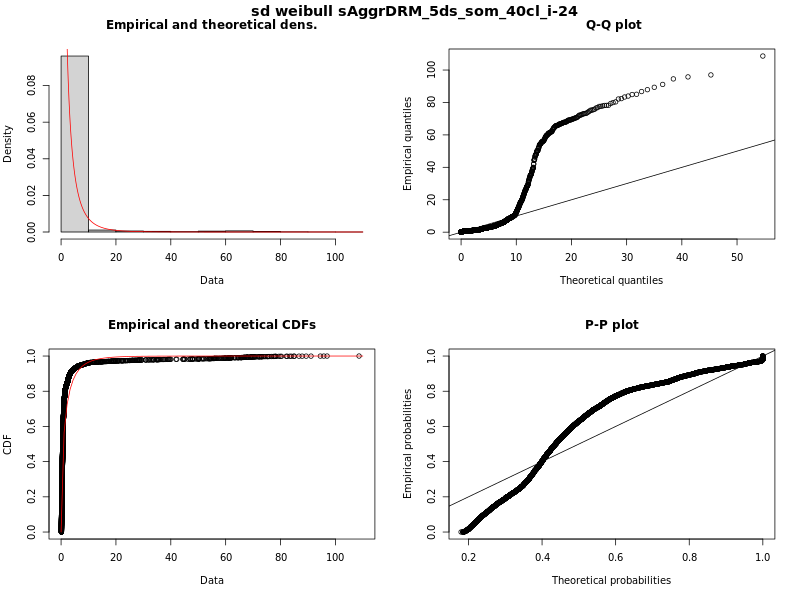 sd weibull sAggrDRM_5ds_som_40cl_i-24
Empirical and theoretical dens.
Density
0.00 0.02 0.04 0.06 0.08
0 20 40 60 80 100
Data
Q-Q plot
Empirical quantiles
0 20 40 60 80 100
0 10 20 30 40 50
Theoretical quantiles
Empirical and theoretical CDFs
CDF
0.0 0.2 0.4 0.6 0.8 1.0
0 20 40 60 80 100
Data
P-P plot
Empirical probabilities
0.0 0.2 0.4 0.6 0.8 1.0
0.2 0.4 0.6 0.8 1.0
Theoretical probabilities